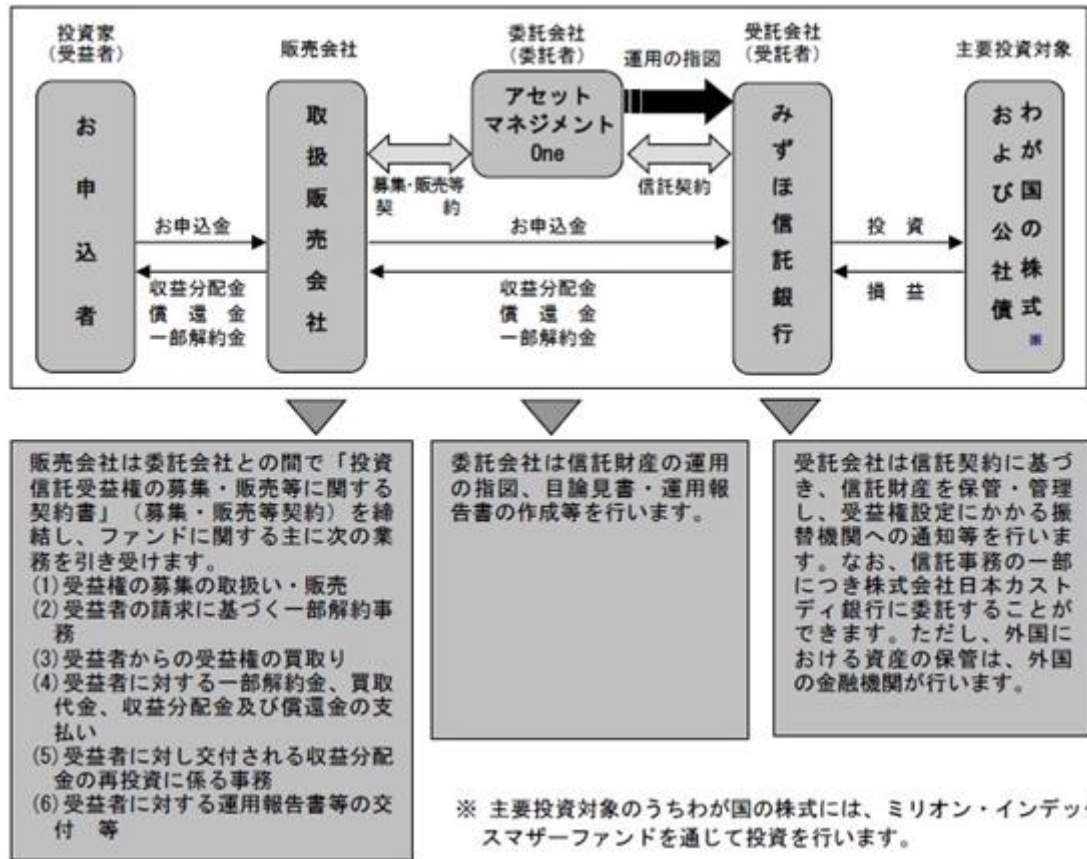 投資家
（受益者）
販売会社
委託会社
（委託者）
運用の指図
受託会社
（受託者）
主要投資対象
お申込者
取扱販売会社
アセット
マネジメント
One
みずほ信託銀行
わが国の株式※
および公社債
募集・販売等
契 約
信託契約
お申込金
お申込金
投 資
収益分配金
償 還 金
一部解約金
収益分配金
償 還 金
一部解約金
損 益
販売会社は委託会社との間で「投資
信託受益権の募集・販売等に関する
契約書」（募集・販売等契約）を締
結し、ファンドに関する主に次の業
務を引き受けます。
(1)受益権の募集の取扱い・販売
(2)受益者の請求に基づく一部解約事
務
(3)受益者からの受益権の買取り
(4)受益者に対する一部解約金、買取
代金、収益分配金及び償還金の支
払い
(5)受益者に対し交付される収益分配
金の再投資に係る事務
(6)受益者に対する運用報告書等の交
付 等
委託会社は信託財産の運用
の指図、目論見書・運用報
告書の作成等を行います。
受託会社は信託契約に基づ
き、信託財産を保管・管理
し、受益権設定にかかる振
替機関への通知等を行いま
す。なお、信託事務の一部
につき株式会社日本カスト
ディ銀行に委託することが
できます。ただし、外国に
おける資産の保管は、外国
の金融機関が行います。
※ 主要投資対象のうちわが国の株式には、ミリオン・インデック
スマザーファンドを通じて投資を行います。